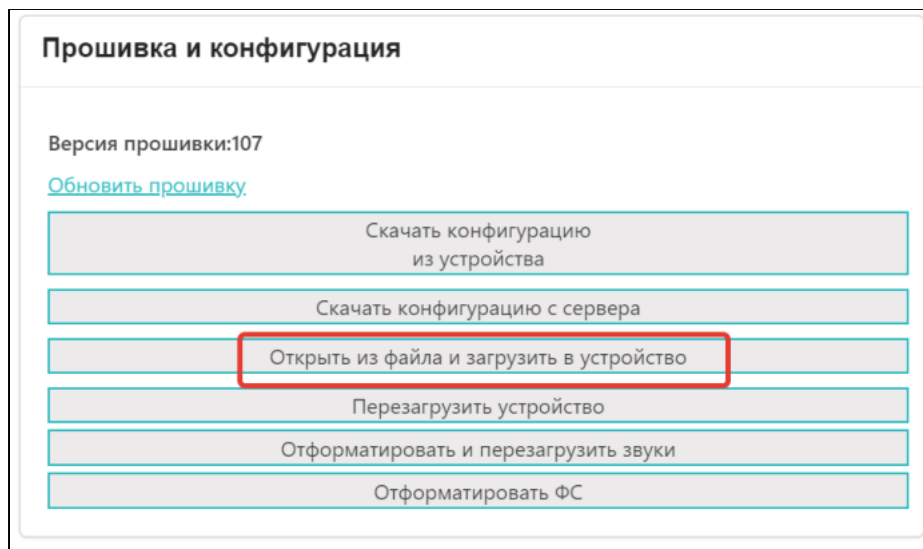 Прошивка и конфигурация
Версия прошивки:107
Обновить прошивку
Скачать конфигурацию
из устройства
Скачать конфигурацию с сервера
Открыть из файла и загрузить в устройство
Перезагрузить устройство
Отформатировать и перезагрузить звуки
Отформатировать ФС